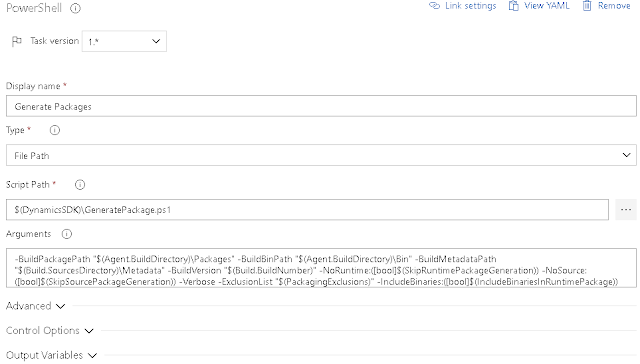 PowerShell
Link settings View YAML Remove
Task version 1.*
Display name *
Generate Packages
Type *
File Path
Script Path *
$(DynamicsSDK)\GeneratePackage.ps1
...
Arguments
-BuildPackagePath "$(Agent.BuildDirectory)\Packages" -BuildBinPath "$(Agent.BuildDirectory)\Bin" -BuildMetadataPath
"$(Build.SourcesDirectory)\Metadata" -BuildVersion "$(Build.BuildNumber)" -NoRuntime:([bool]$(SkipRuntimePackageGeneration)) -NoSource:
([bool]$(SkipSourcePackageGeneration)) -Verbose -ExclusionList "$(PackagingExclusions)" -IncludeBinaries:([bool]$(IncludeBinariesInRuntimePackage))
Advanced
Control Options
Output Variables